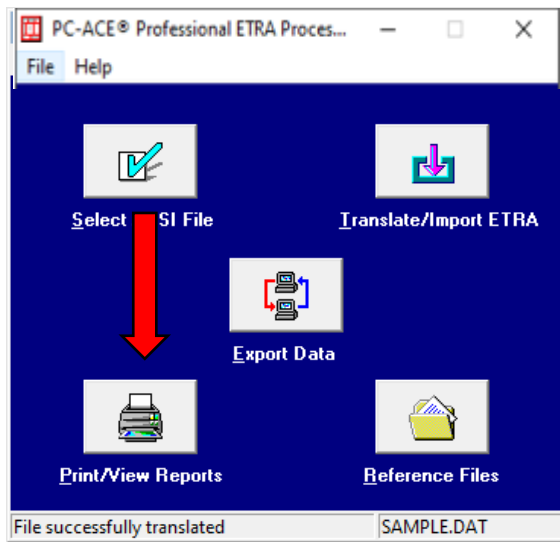 PC-ACE® Professional ETRA Proces...
File Help
Select SI File
Translate/Import ETRA
Export Data
Print/View Reports
Reference Files
File successfully translated
SAMPLE.DAT